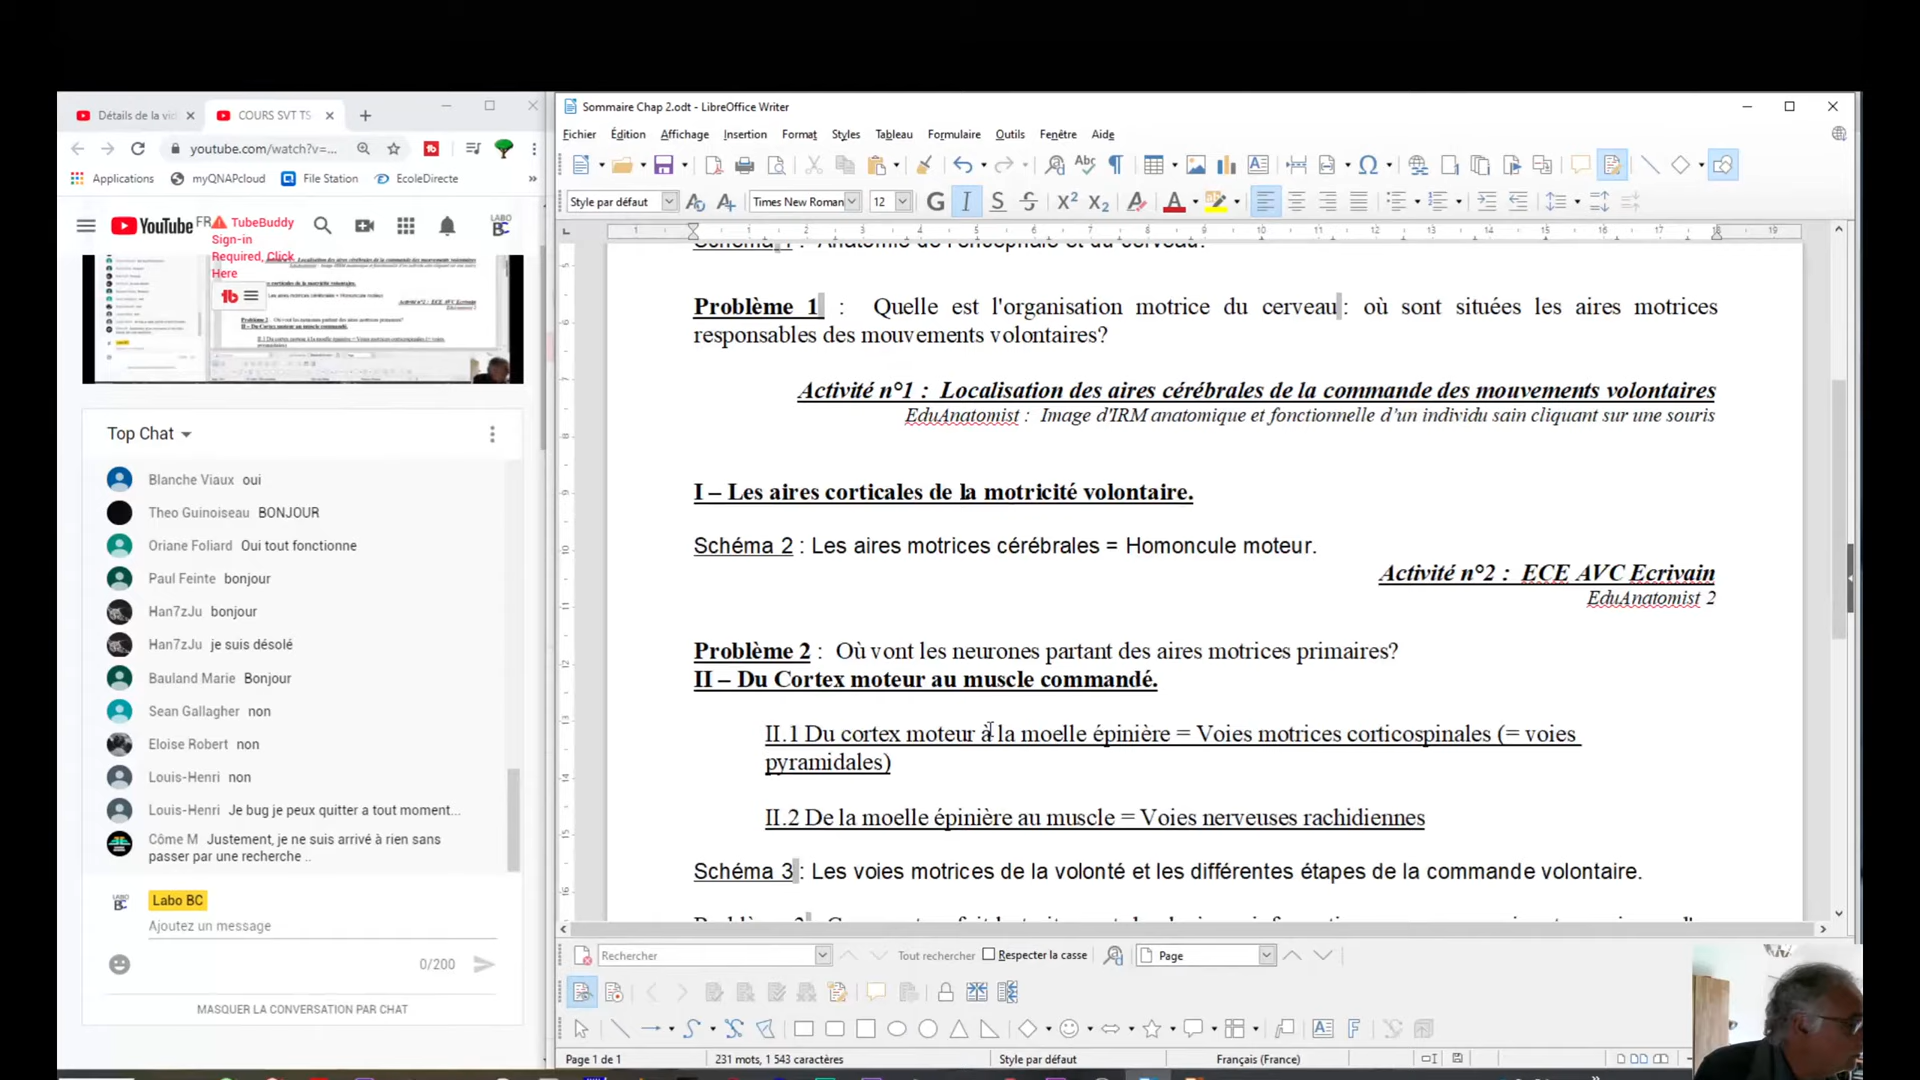 Détails de la vid
COURS SVT TS
youtube.com/watch?v=...
Applications
myQNAPcloud
File Station
EcoleDirecte
»
YouTube FR
TubeBuddy
Sign-in
Required, Click
Here
LABO
BC
Top Chat
Blanche Viaux oui
Theo Guinoiseau BONJOUR
Oriane Foliard Oui tout fonctionne
Paul Feinte bonjour
Han7zJu bonjour
Han7zJu je suis désolé
Bauland Marie Bonjour
Sean Gallagher non
Eloise Robert non
Louis-Henri non
Louis-Henri Je bug je peux quitter a tout moment...
Côme M Justement, je ne suis arrivé à rien sans
passer par une recherche ..
LABO
BC
Labo BC
Ajoutez un message
0/200
MASQUER LA CONVERSATION PAR CHAT
Sommaire Chap 2.odt - LibreOffice Writer
Fichier Édition Affichage Insertion Format Styles Tableau Formulaire Outils Fenêtre Aide
Style par défaut
Times New Roman
12
Schéma 1 : Anatomie de l'encéphale et du cerveau.
Problème 1 : Quelle est l'organisation motrice du cerveau : où sont situées les aires motrices
responsables des mouvements volontaires?
Activité n°1 : Localisation des aires cérébrales de la commande des mouvements volontaires
EduAnatomist : Image d'IRM anatomique et fonctionnelle d'un individu sain cliquant sur une souris
I – Les aires corticales de la motricité volontaire.
Schéma 2 : Les aires motrices cérébrales = Homoncule moteur.
Activité n°2 : ECE AVC Ecrivain
EduAnatomist 2
Problème 2 : Où vont les neurones partant des aires motrices primaires?
II – Du Cortex moteur au muscle commandé.
II.1 Du cortex moteur à la moelle épinière = Voies motrices corticospinales (= voies
pyramidales)
II.2 De la moelle épinière au muscle = Voies nerveuses rachidiennes
Schéma 3 : Les voies motrices de la volonté et les différentes étapes de la commande volontaire.
Rechercher
Tout rechercher
Respecter la casse
Page
Page 1 de 1
231 mots, 1 543 caractères
Style par défaut
Français (France)